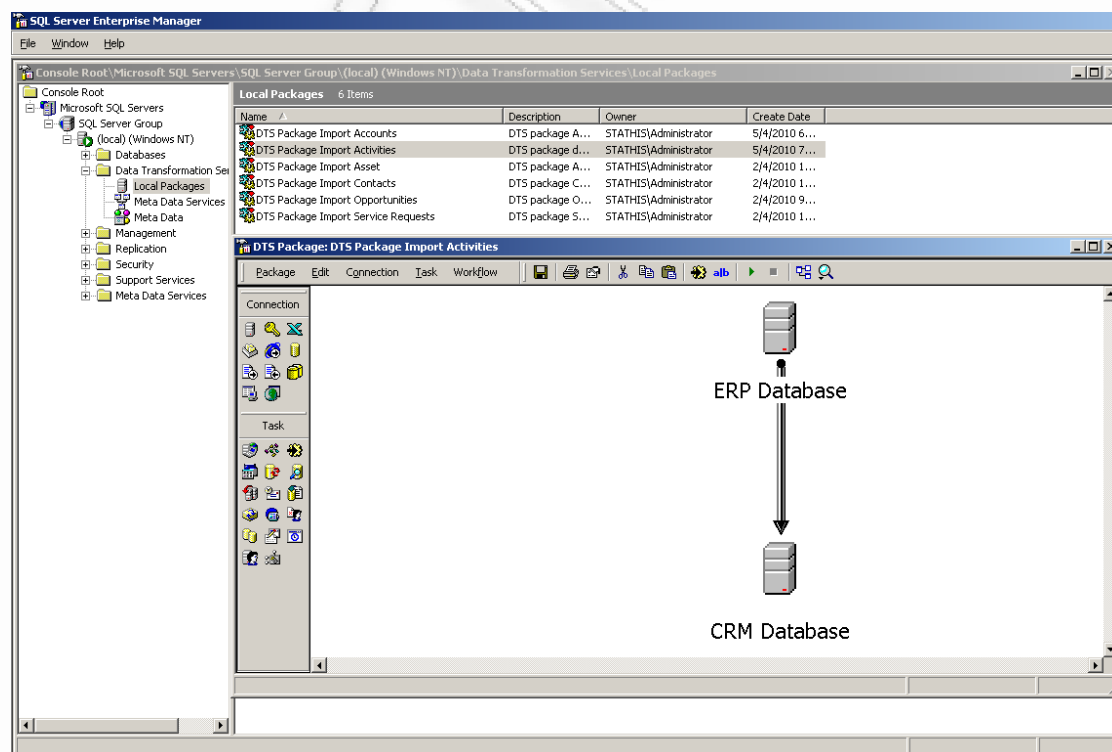 SQL Server Enterprise Manager
File Window Help
Console Root\Microsoft SQL Servers\SQL Server Group\(local) (Windows NT)\Data Transformation Services\Local Packages
Console Root
Microsoft SQL Servers
SQL Server Group
(local) (Windows NT)
Databases
Data Transformation Ser
Local Packages
Meta Data Services
Meta Data
Management
Replication
Security
Support Services
Meta Data Services
Local Packages 6 Items
Name Description Owner Create Date
DTS Package Import Accounts DTS package A... STATHIS\Administrator 5/4/2010 6...
DTS Package Import Activities DTS package d... STATHIS\Administrator 5/4/2010 7...
DTS Package Import Asset DTS package A... STATHIS\Administrator 2/4/2010 1...
DTS Package Import Contacts DTS package C... STATHIS\Administrator 2/4/2010 1...
DTS Package Import Opportunities DTS package O... STATHIS\Administrator 2/4/2010 9...
DTS Package Import Service Requests DTS package S... STATHIS\Administrator 2/4/2010 1...
DTS Package: DTS Package Import Activities
Package Edit Connection Task Workflow a|b
Connection
Task
ERP Database
CRM Database